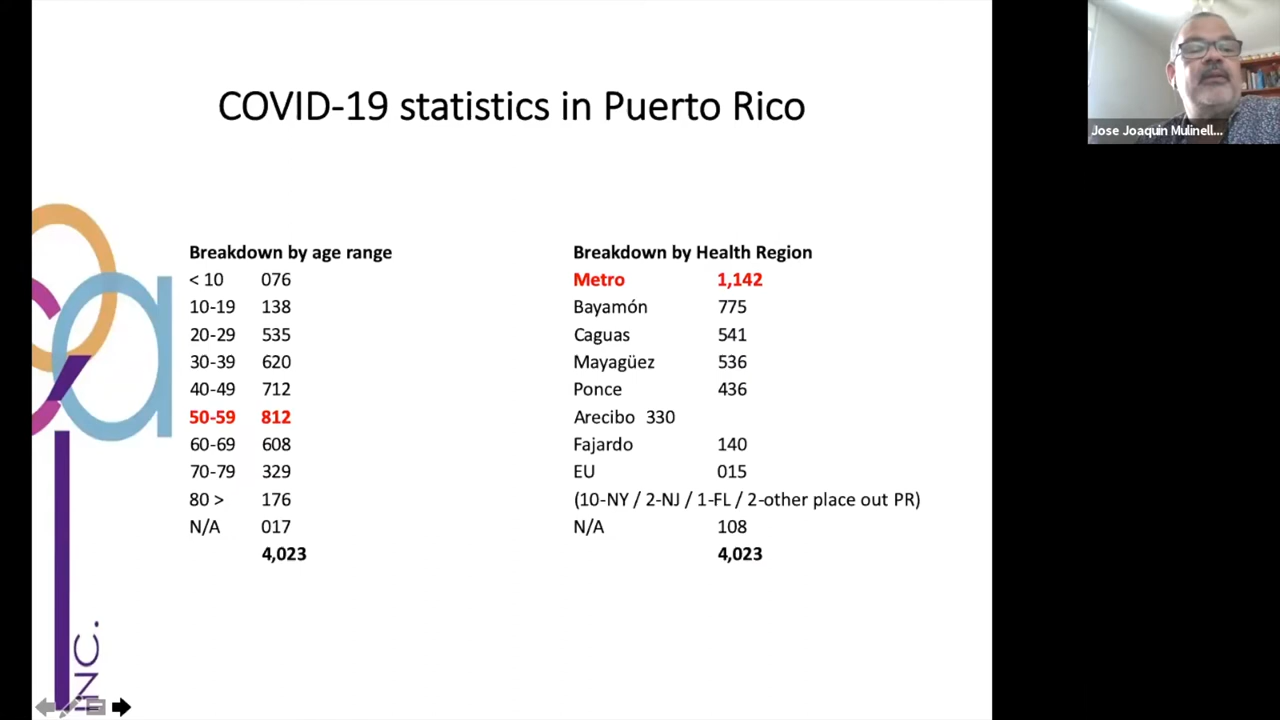 COVID-19 statistics in Puerto Rico
Breakdown by age range
< 10 076
10-19 138
20-29 535
30-39 620
40-49 712
50-59 812
60-69 608
70-79 329
80 > 176
N/A 017
4,023
Breakdown by Health Region
Metro 1,142
Bayamón 775
Caguas 541
Mayagüez 536
Ponce 436
Arecibo 330
Fajardo 140
EU 015
(10-NY / 2-NJ / 1-FL / 2-other place out PR)
N/A 108
4,023
INC.
Jose Joaquin Mulinell...